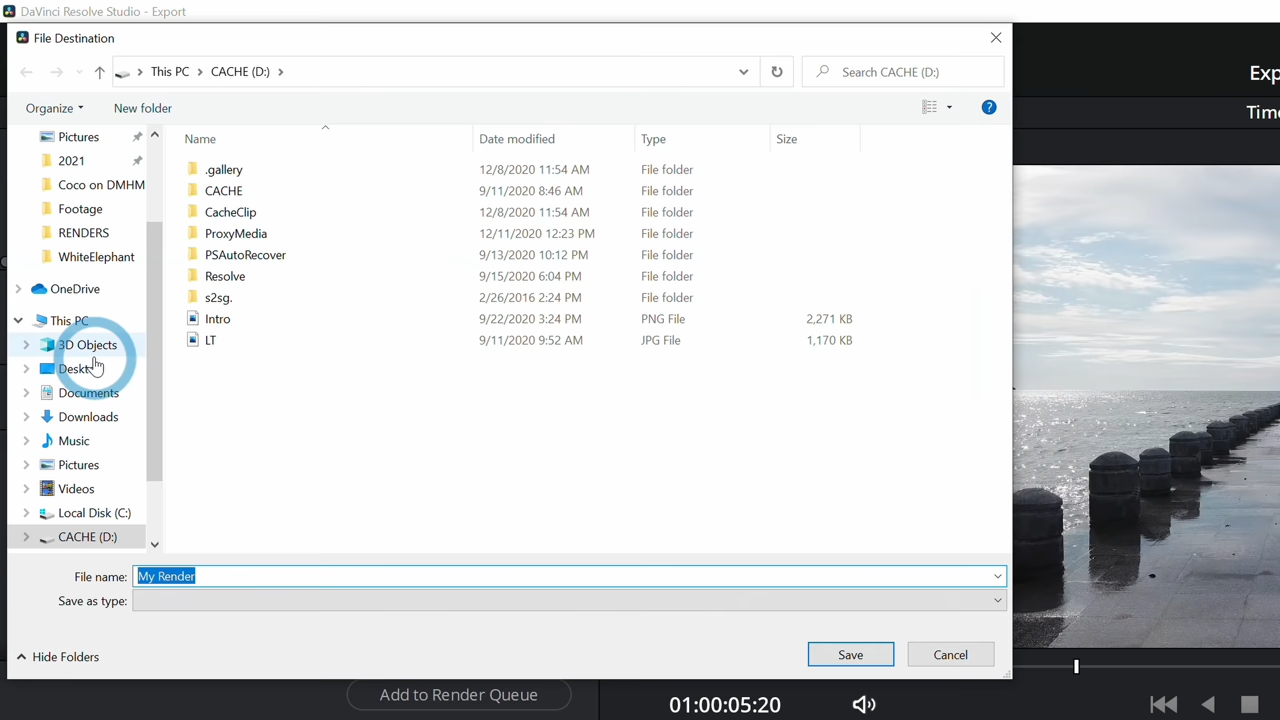 DaVinci Resolve Studio - Export
File Destination
This PC
CACHE (D:)
Search CACHE (D:)
Exp
Organize
New folder
?
Time
Pictures
2021
Coco on DMHM
Footage
RENDERS
WhiteElephant
OneDrive
This PC
3D Objects
Desk
Documents
Downloads
Music
Pictures
Videos
Local Disk (C:)
CACHE (D:)
Name Date modified Type Size
.gallery 12/8/2020 11:54 AM File folder
CACHE 9/11/2020 8:46 AM File folder
CacheClip 12/8/2020 11:54 AM File folder
ProxyMedia 12/11/2020 12:23 PM File folder
PSAutoRecover 9/13/2020 10:12 PM File folder
Resolve 9/15/2020 6:04 PM File folder
s2sg. 2/26/2016 2:24 PM File folder
Intro 9/22/2020 3:24 PM PNG File 2,271 KB
LT 9/11/2020 9:52 AM JPG File 1,170 KB
File name: My Render
Save as type:
Hide Folders
Save
Cancel
Add to Render Queue
01:00:05:20